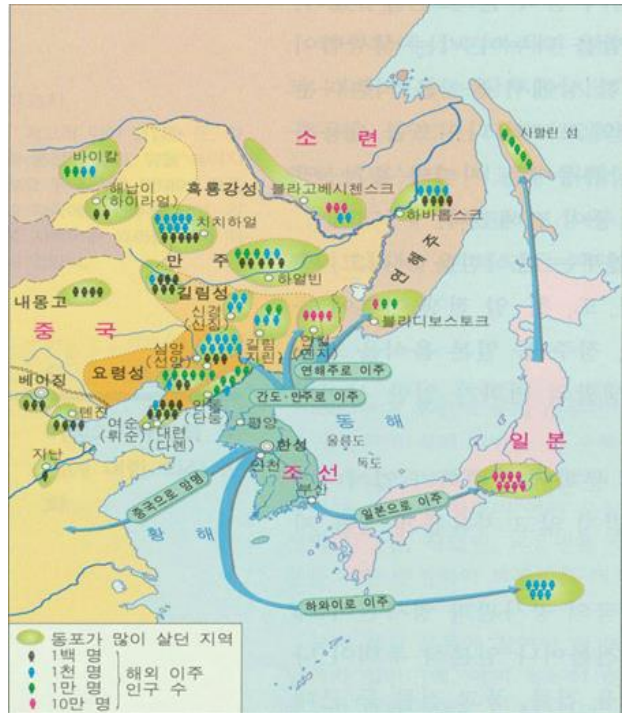 소 련
사할린 섬
바이칼
해납이
(하이라얼)
흑룡강성
블라고베시첸스크
하바롭스크
치치하얼
만 주
하얼빈
연 해 주
내몽고
길림성
신경
(신징)
중 국
길림
(지린)
연길
(옌지)
블라디보스토크
심양
(선양)
요령성
연해주로 이주
간도·만주로 이주
베이징
톈진
안동
(단둥)
여순
(뤼순)
대련
(다롄)
평양
동 해
지난
한성
울릉도
독도
인천
조 선
일 본
부산
중국으로 망명
일본으로 이주
황 해
하와이로 이주
동포가 많이 살던 지역
1백 명
1천 명
1만 명
10만 명
해외 이주
인구 수